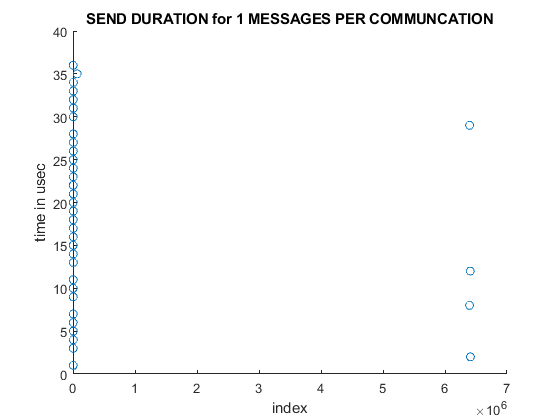 SEND DURATION for 1 MESSAGES PER COMMUNCATION
40
35
30
25
20
15
10
5
0
time in usec
0 1 2 3 4 5 6 7
index
×10^6